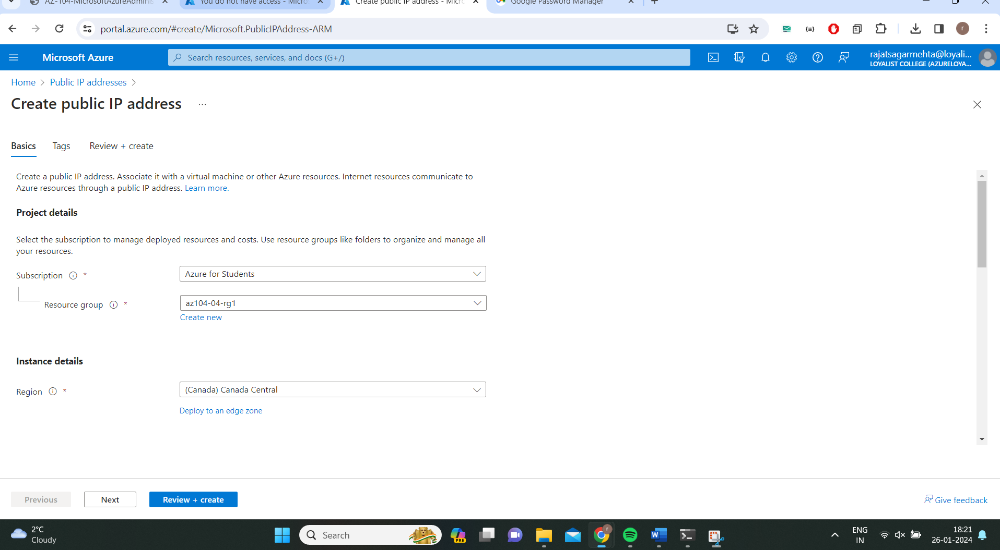 AZ-104-MicrosoftAzureAdminis
You do not have access - Micros
Create public IP address - Micro
Google Password Manager
portal.azure.com/#create/Microsoft.PublicIPAddress-ARM
r
Microsoft Azure
Search resources, services, and docs (G+/)
rajatsagarmehta@loyali...
LOYALIST COLLEGE (AZURELOYA...
Home > Public IP addresses >
Create public IP address ...
Basics Tags Review + create
Create a public IP address. Associate it with a virtual machine or other Azure resources. Internet resources communicate to
Azure resources through a public IP address. Learn more.
Project details
Select the subscription to manage deployed resources and costs. Use resource groups like folders to organize and manage all
your resources.
Subscription * Azure for Students
Resource group * az104-04-rg1
Create new
Instance details
Region * (Canada) Canada Central
Deploy to an edge zone
Previous Next Review + create
Give feedback
2°C
Cloudy
Search
PRE
r
ENG
IN
18:21
26-01-2024